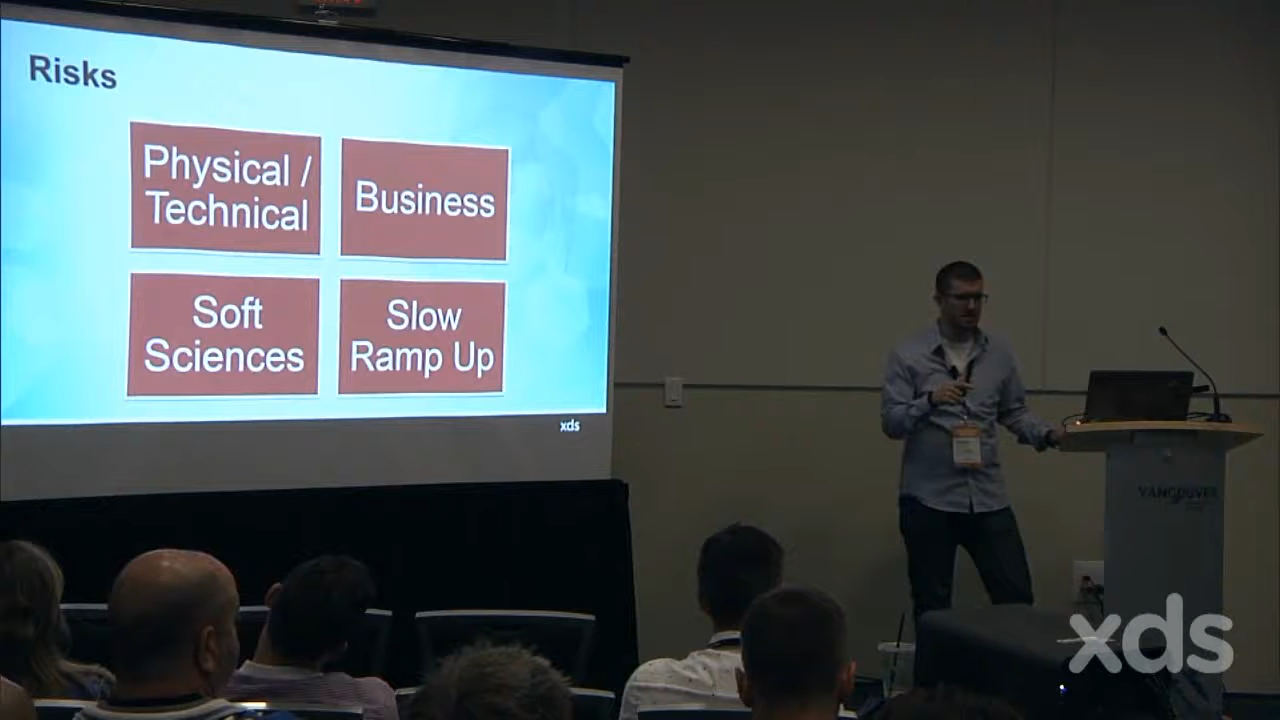 Risks
Physical /
Technical
Business
Soft
Sciences
Slow
Ramp Up
xds
VANCOUVER
xds